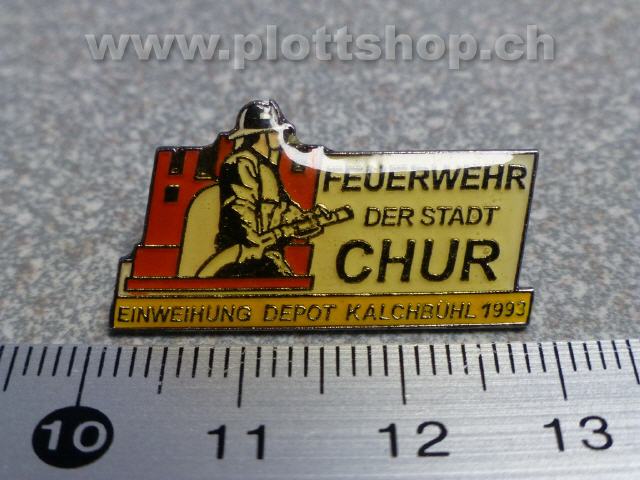 www.plottshop.ch
FEUERWEHR
DER STADT
CHUR
EINWEIHUNG DEPOT KALCHBÜHL 1993
10 11 12 13